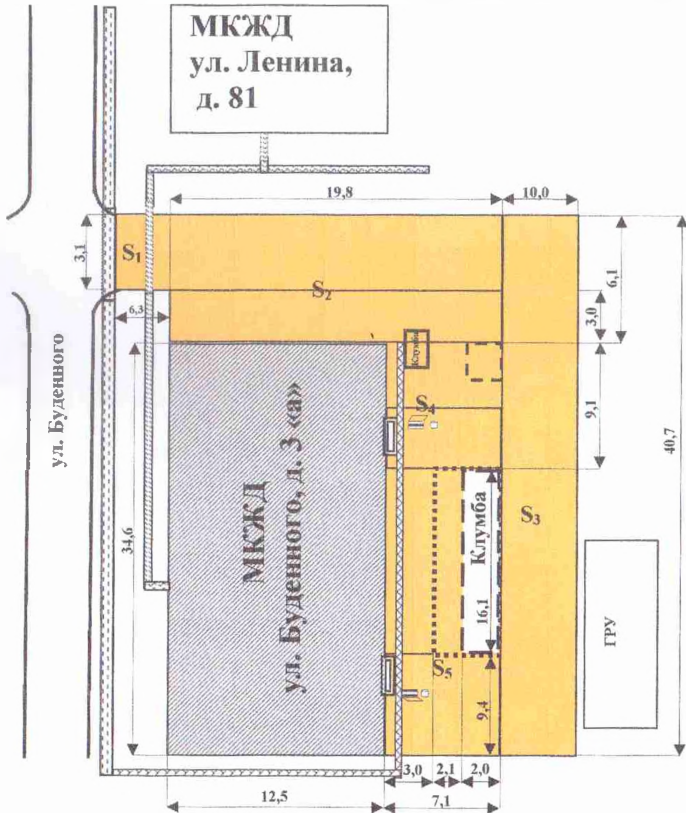 МКЖД
ул. Ленина,
д. 81
19,8
10,0
3,1
S1
6,1
S2
6,3
3,0
Клумба
ул. Буденного
S4
9,1
40,7
МКЖД
ул. Буденного, д. 3 «а»
S3
Клумба
34,6
16,1
ГРУ
S5
9,4
3,0
2,1
2,0
12,5
7,1